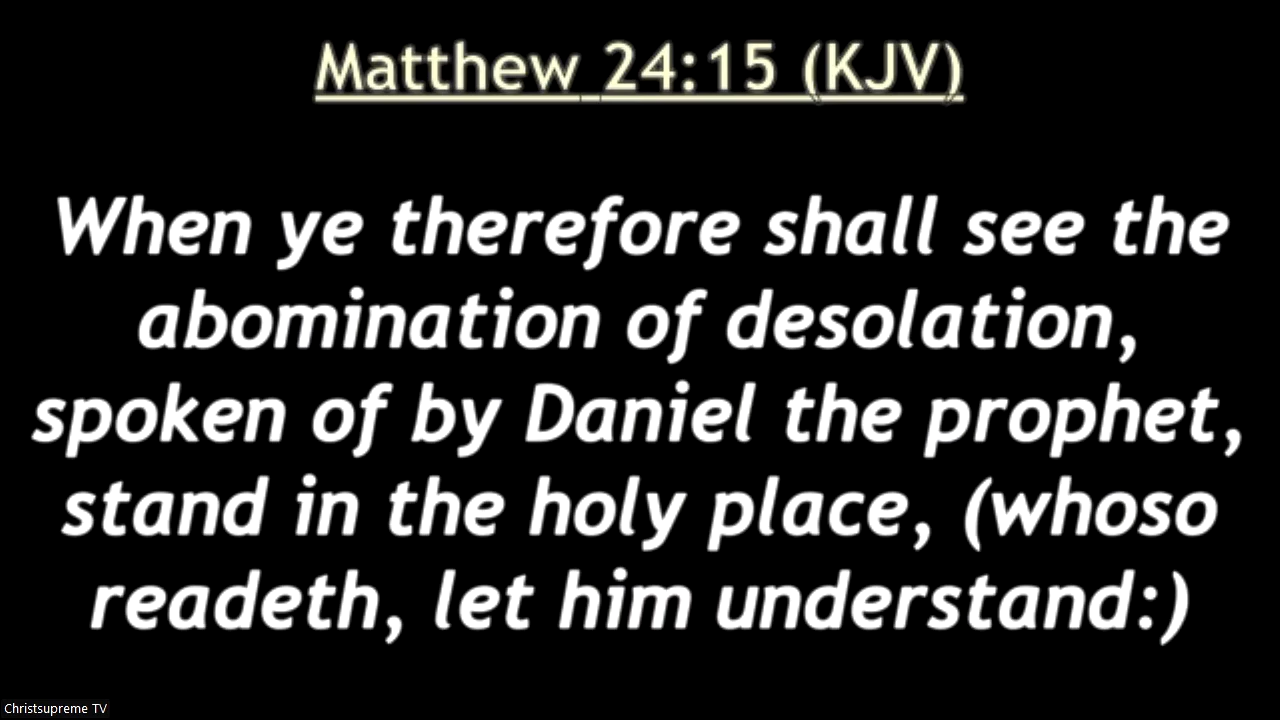 Matthew 24:15 (KJV)
When ye therefore shall see the
abomination of desolation,
spoken of by Daniel the prophet,
stand in the holy place, (whoso
readeth, let him understand:)
Christsupreme TV